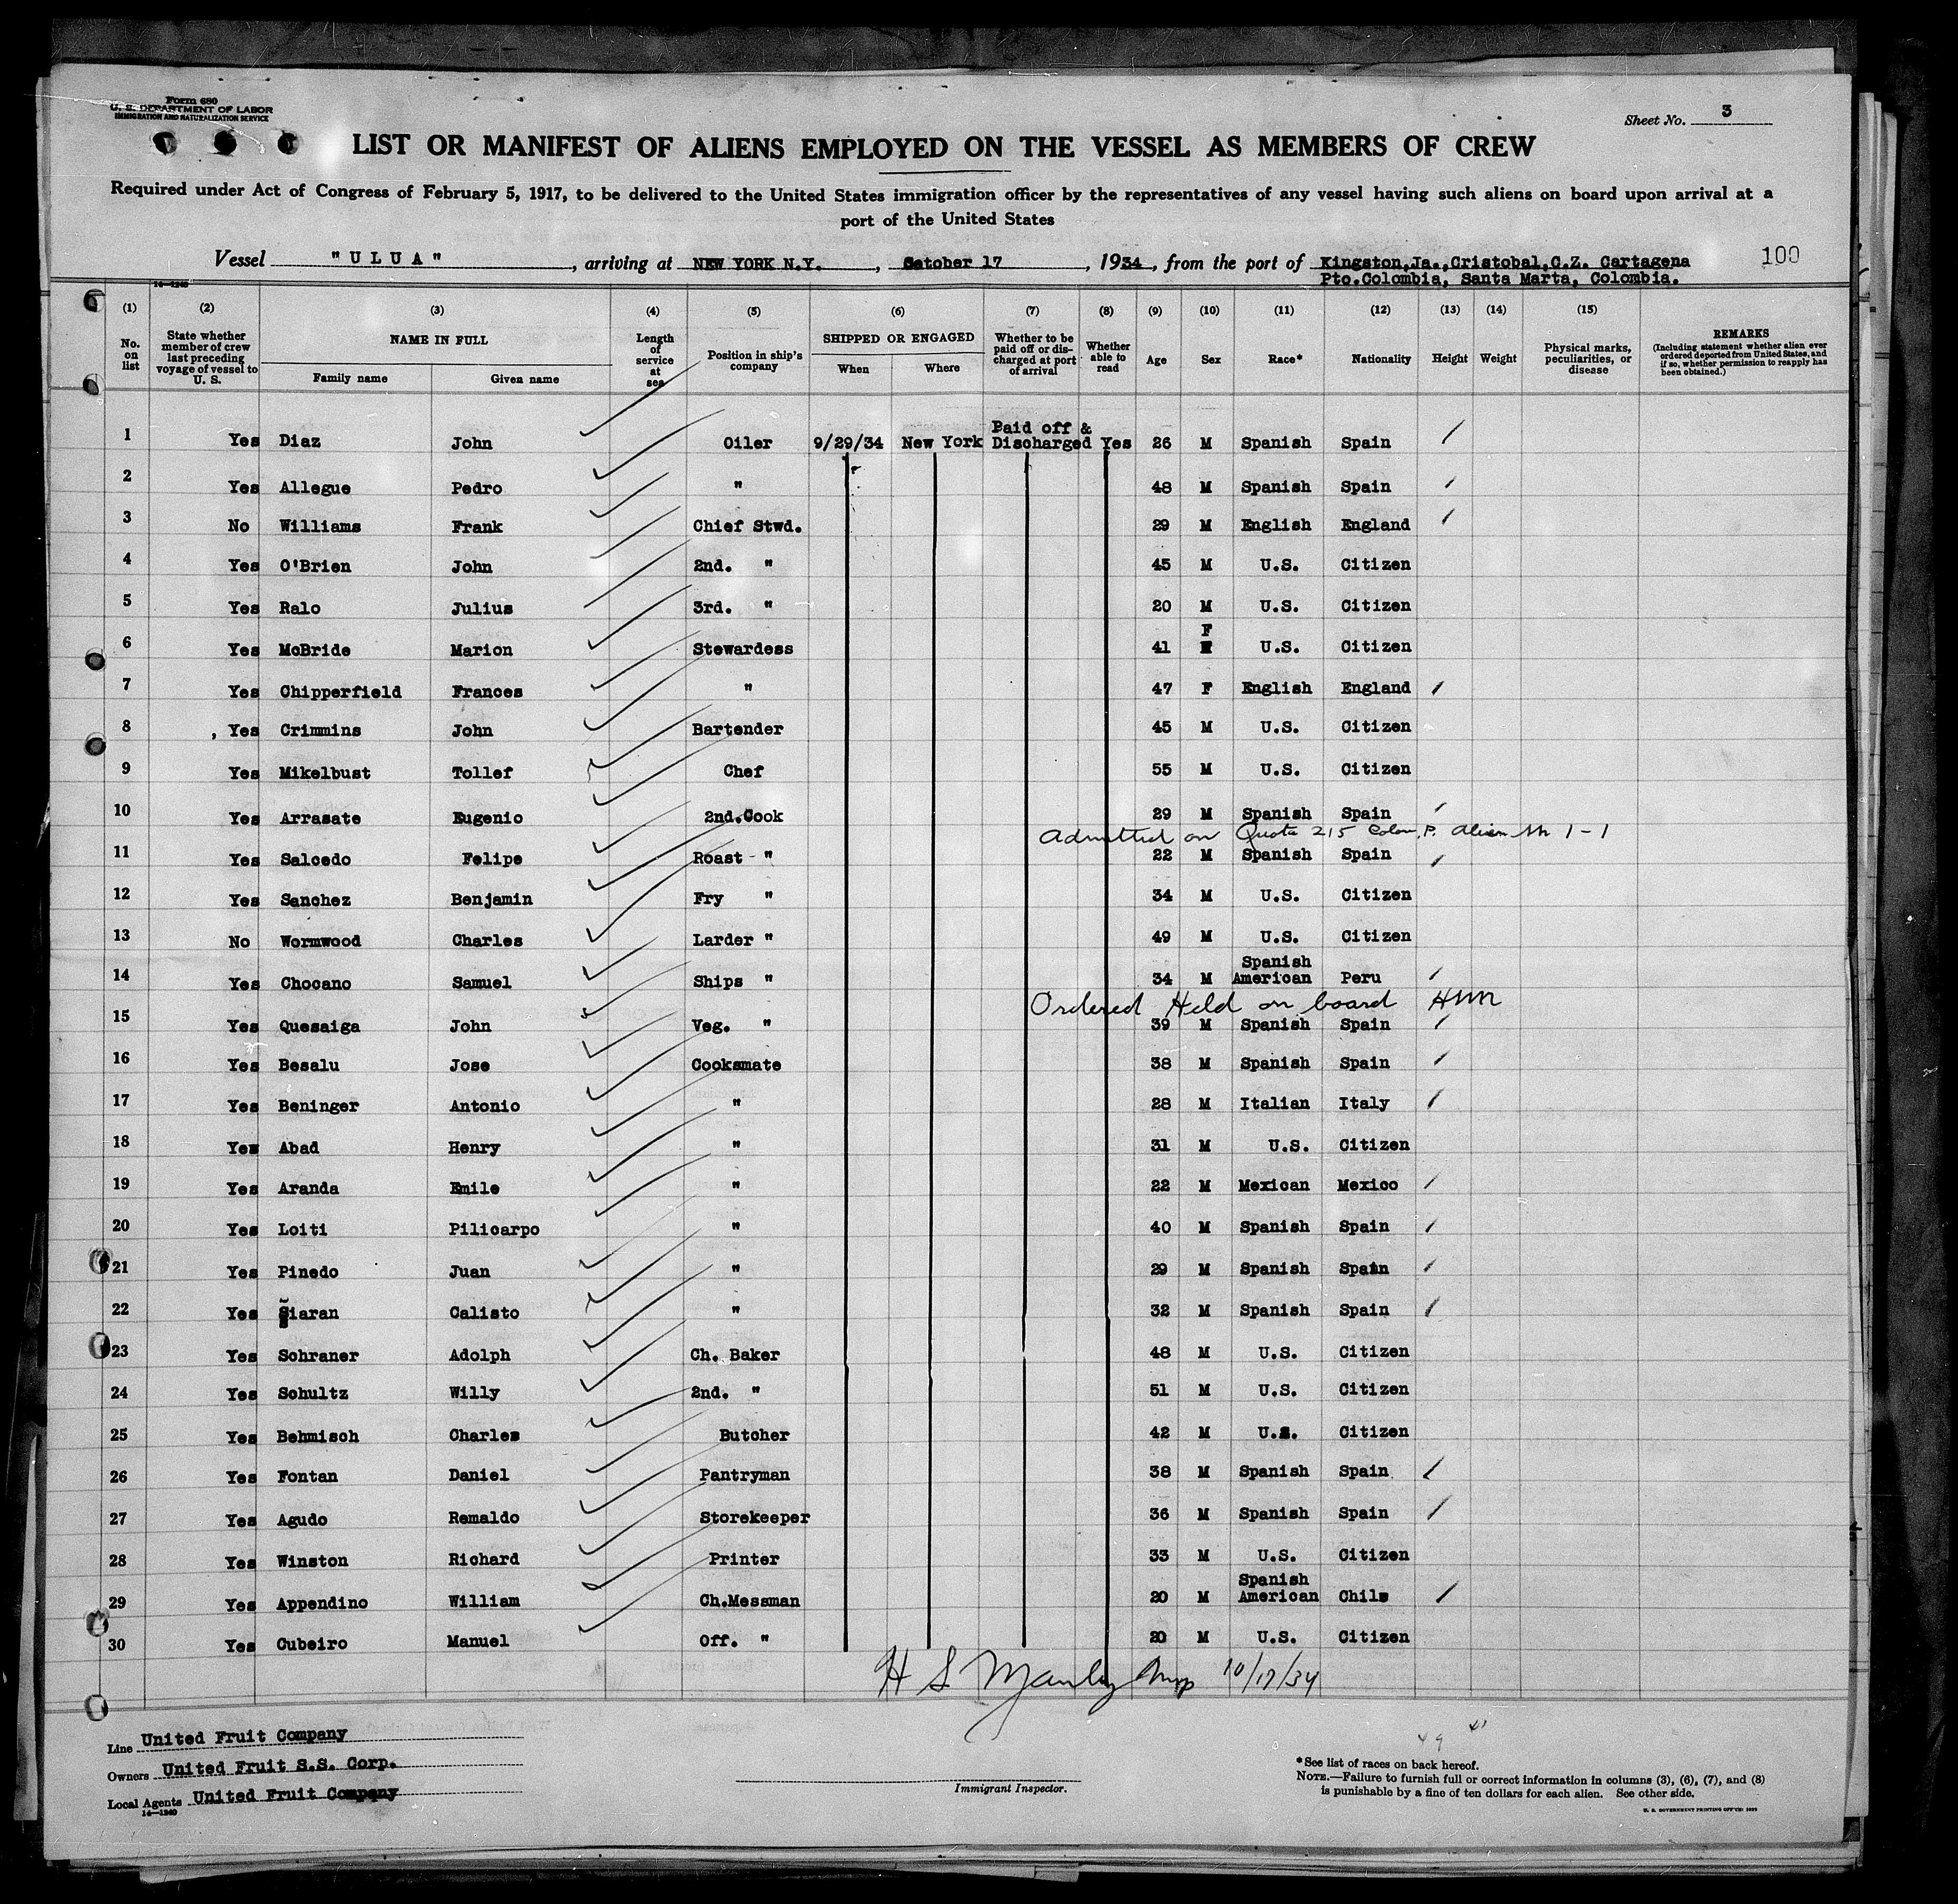 Form 680
U. S. DEPARTMENT OF LABOR
IMMIGRATION AND NATURALIZATION SERVICE
Sheet No. 3
LIST OR MANIFEST OF ALIENS EMPLOYED ON THE VESSEL AS MEMBERS OF CREW
Required under Act of Congress of February 5, 1917, to be delivered to the United States immigration officer by the representatives of any vessel having such aliens on board upon arrival at a
port of the United States
Vessel "ULUA", arriving at NEW YORK N.Y., October 17, 1934, from the port of Kingston,Ja.,Cristobal,C.Z. Cartagena 100
Pto.Colombia, Santa Marta, Colombia.
14-1240
(1) (2) (3) (4) (5) (6) (7) (8) (9) (10) (11) (12) (13) (14) (15)
No. on list State whether member of crew last preceding voyage of vessel to U. S. NAME IN FULL Family name Given name Length of service at sea Position in ship's company SHIPPED OR ENGAGED When Where Whether to be paid off or discharged at port of arrival Whether able to read Age Sex Race* Nationality Height Weight Physical marks, peculiarities, or disease REMARKS (Including statement whether alien ever ordered deported from United States, and if so, whether permission to reapply has been obtained.)
1 Yes Diaz John Oiler 9/29/34 New York Paid off & Discharged Yes 26 M Spanish Spain
2 Yes Allegue Pedro " 48 M Spanish Spain
3 No Williams Frank Chief Stwd. 29 M English England
4 Yes O'Brien John 2nd. " 45 M U.S. Citizen
5 Yes Ralo Julius 3rd. " 20 M U.S. Citizen
6 Yes McBride Marion Stewardess 41 F U.S. Citizen
7 Yes Chipperfield Frances " 47 F English England
8 Yes Crimmins John Bartender 45 M U.S. Citizen
9 Yes Mikelbust Tollef Chef 55 M U.S. Citizen
10 Yes Arrasate Eugenio 2nd.Cook 29 M Spanish Spain
Admitted on Quota 215 Alien 1-1
11 Yes Salcedo Felipe Roast " 22 M Spanish Spain
12 Yes Sanchez Benjamin Fry " 34 M U.S. Citizen
13 No Wormwood Charles Larder " 49 M U.S. Citizen
14 Yes Chocano Samuel Ships " 34 M Spanish American Peru
Ordered Held on board
15 Yes Quesaiga John Veg. " 39 M Spanish Spain
16 Yes Besalu Jose Cooksmate 38 M Spanish Spain
17 Yes Beninger Antonio " 28 M Italian Italy
18 Yes Abad Henry " 31 M U.S. Citizen
19 Yes Aranda Emile " 22 M Mexican Mexico
20 Yes Loiti Pilicarpo " 40 M Spanish Spain
21 Yes Pinedo Juan " 29 M Spanish Spain
22 Yes Siaran Calisto " 32 M Spanish Spain
23 Yes Schraner Adolph Ch. Baker 48 M U.S. Citizen
24 Yes Schultz Willy 2nd. " 51 M U.S. Citizen
25 Yes Behmisch Charles Butcher 42 M U.S. Citizen
26 Yes Fontan Daniel Pantryman 38 M Spanish Spain
27 Yes Agudo Remaldo Storekeeper 36 M Spanish Spain
28 Yes Winston Richard Printer 33 M U.S. Citizen
29 Yes Appendino William Ch.Messman 20 M Spanish American Chile
30 Yes Cubeiro Manuel Off. " 20 M U.S. Citizen
H S Manley Insp 10/17/34
Line United Fruit Company
Owners United Fruit S.S. Corp.
Local Agents United Fruit Company
14-1240
Immigrant Inspector.
*See list of races on back hereof.
NOTE.—Failure to furnish full or correct information in columns (3), (6), (7), and (8)
is punishable by a fine of ten dollars for each alien. See other side.